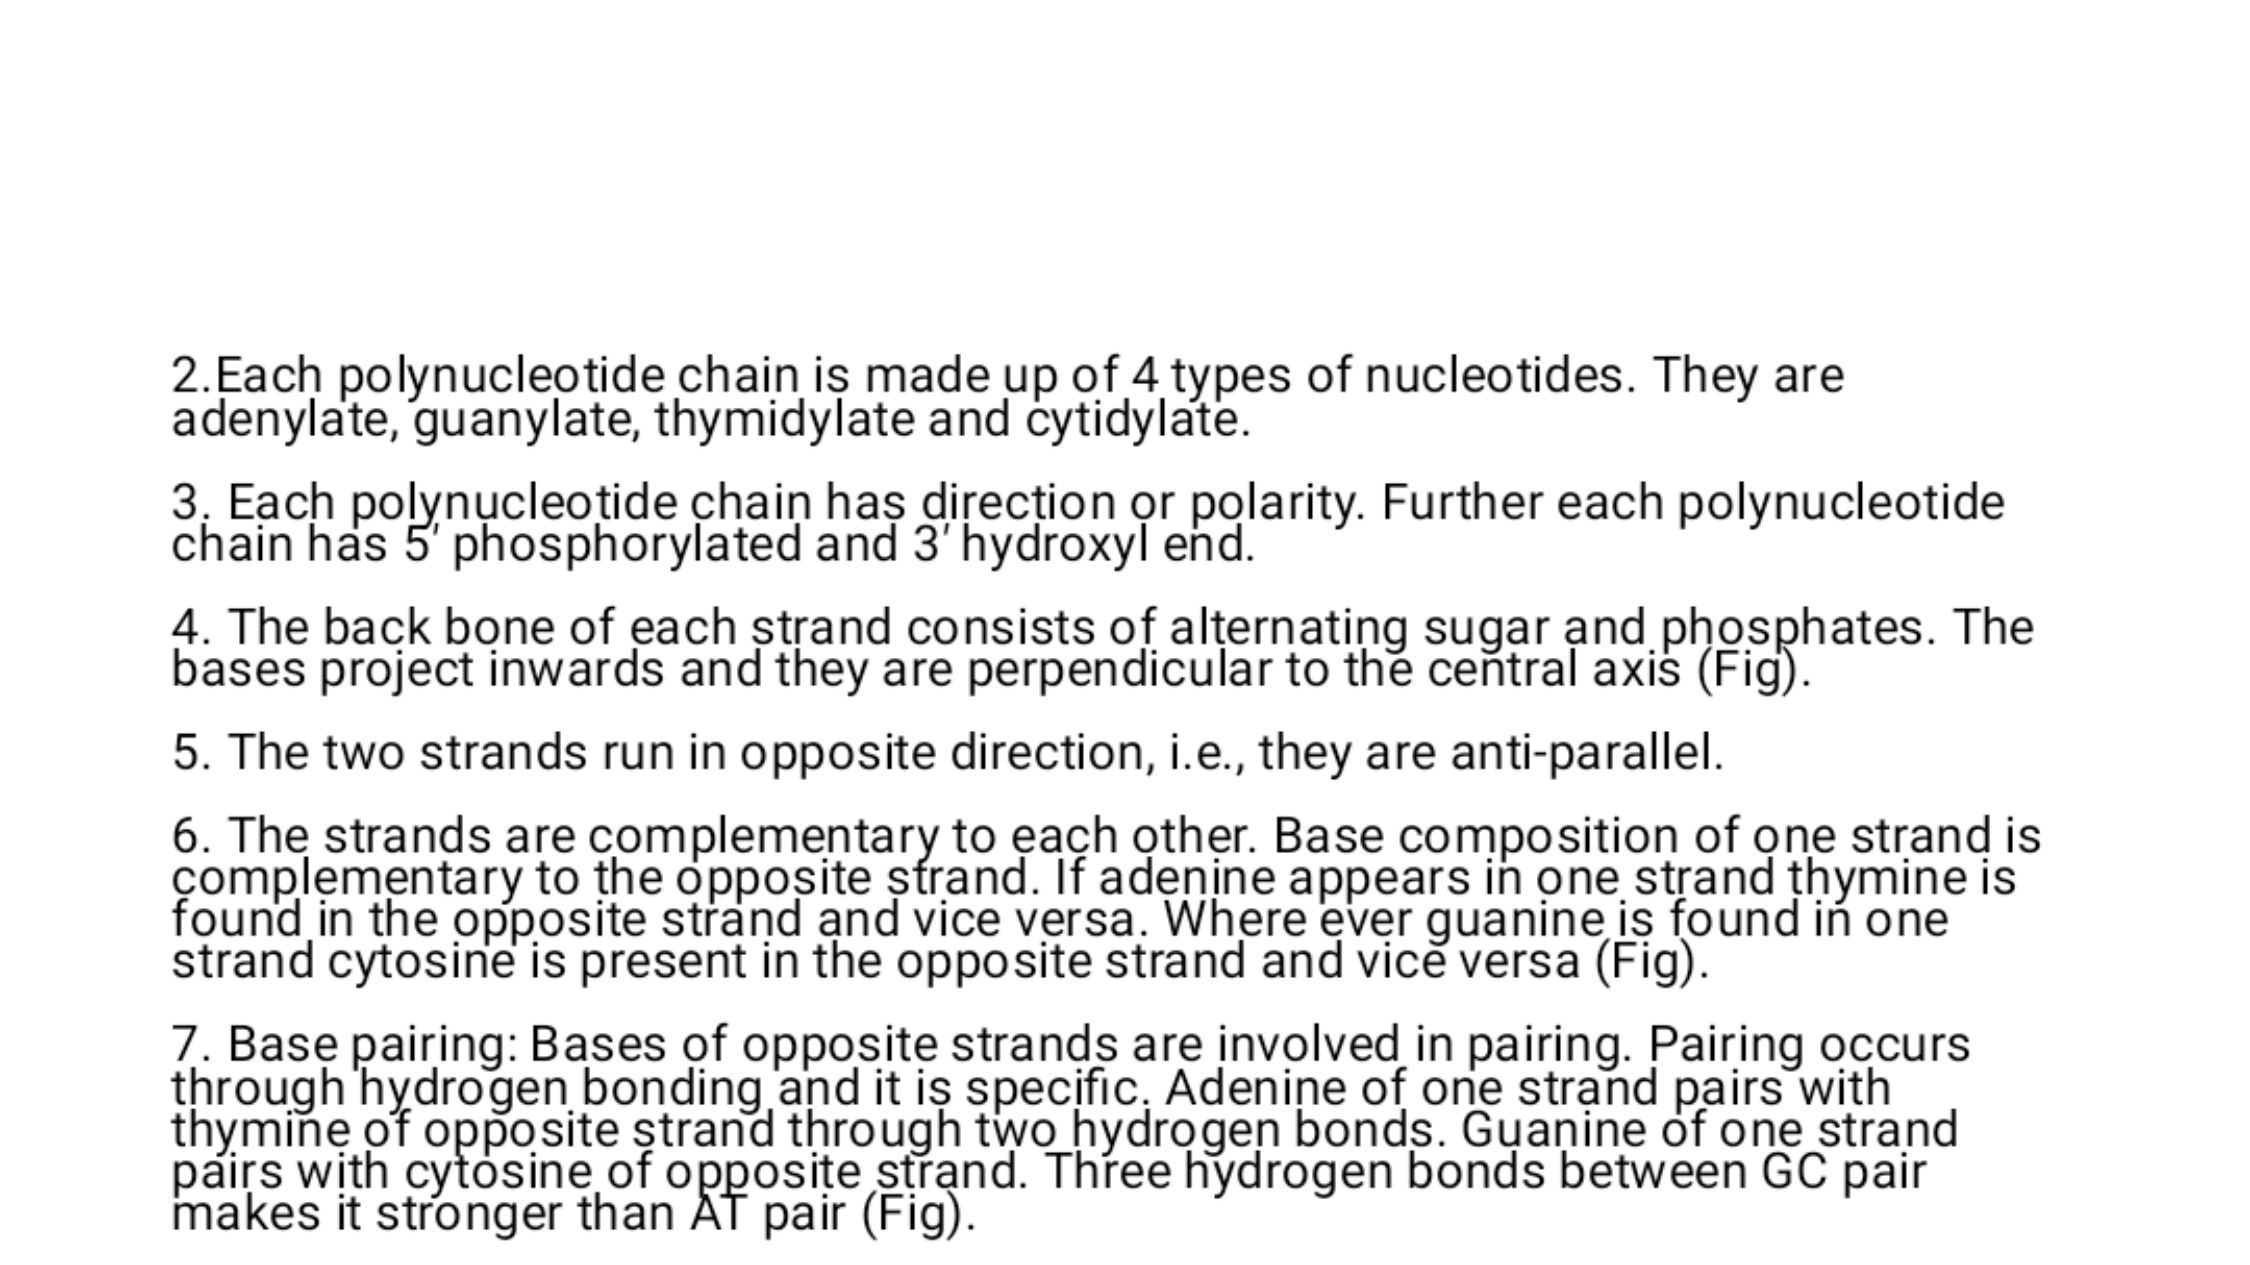 2.Each polynucleotide chain is made up of 4 types of nucleotides. They are
adenylate, guanylate, thymidylate and cytidylate.
3. Each polynucleotide chain has direction or polarity. Further each polynucleotide
chain has 5′ phosphorylated and 3′ hydroxyl end.
4. The back bone of each strand consists of alternating sugar and phosphates. The
bases project inwards and they are perpendicular to the central axis (Fig).
5. The two strands run in opposite direction, i.e., they are anti-parallel.
6. The strands are complementary to each other. Base composition of one strand is
complementary to the opposite strand. If adenine appears in one strand thymine is
found in the opposite strand and vice versa. Where ever guanine is found in one
strand cytosine is present in the opposite strand and vice versa (Fig).
7. Base pairing: Bases of opposite strands are involved in pairing. Pairing occurs
through hydrogen bonding and it is specific. Adenine of one strand pairs with
thymine of opposite strand through two hydrogen bonds. Guanine of one strand
pairs with cytosine of opposite strand. Three hydrogen bonds between GC pair
makes it stronger than AT pair (Fig).